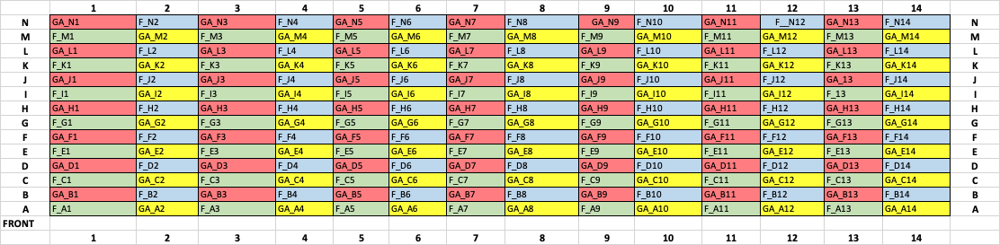 1 2 3 4 5 6 7 8 9 10 11 12 13 14
N GA_N1 F_N2 GA_N3 F_N4 GA_N5 F_N6 GA_N7 F_N8 GA_N9 F_N10 GA_N11 F_N12 GA_N13 F_N14 N
M F_M1 GA_M2 F_M3 GA_M4 F_M5 GA_M6 F_M7 GA_M8 F_M9 GA_M10 F_M11 GA_M12 F_M13 GA_M14 M
L GA_L1 F_L2 GA_L3 F_L4 GA_L5 F_L6 GA_L7 F_L8 GA_L9 F_L10 GA_L11 F_L12 GA_L13 F_L14 L
K F_K1 GA_K2 F_K3 GA_K4 F_K5 GA_K6 F_K7 GA_K8 F_K9 GA_K10 F_K11 GA_K12 F_K13 GA_K14 K
J GA_J1 F_J2 GA_J3 F_J4 GA_J5 F_J6 GA_J7 F_J8 GA_J9 F_J10 GA_J11 F_J12 GA_J13 F_J14 J
I F_I1 GA_I2 F_I3 GA_I4 F_I5 GA_I6 F_I7 GA_I8 F_I9 GA_I10 F_I11 GA_I12 F_13 GA_I14 I
H GA_H1 F_H2 GA_H3 F_H4 GA_H5 F_H6 GA_H7 F_H8 GA_H9 F_H10 GA_H11 F_H12 GA_H13 F_H14 H
G F_G1 GA_G2 F_G3 GA_G4 F_G5 GA_G6 F_G7 GA_G8 F_G9 GA_G10 F_G11 GA_G12 F_G13 GA_G14 G
F GA_F1 F_F2 GA_F3 F_F4 GA_F5 F_F6 GA_F7 F_F8 GA_F9 F_F10 GA_F11 F_F12 GA_F13 F_F14 F
E F_E1 GA_E2 F_E3 GA_E4 F_E5 GA_E6 F_E7 GA_E8 F_E9 GA_E10 F_E11 GA_E12 F_E13 GA_E14 E
D GA_D1 F_D2 GA_D3 F_D4 GA_D5 F_D6 GA_D7 F_D8 GA_D9 F_D10 GA_D11 F_D12 GA_D13 F_D14 D
C F_C1 GA_C2 F_C3 GA_C4 F_C5 GA_C6 F_C7 GA_C8 F_C9 GA_C10 F_C11 GA_C12 F_C13 GA_C14 C
B GA_B1 F_B2 GA_B3 F_B4 GA_B5 F_B6 GA_B7 F_B8 GA_B9 F_B10 GA_B11 F_B12 GA_B13 F_B14 B
A F_A1 GA_A2 F_A3 GA_A4 F_A5 GA_A6 F_A7 GA_A8 F_A9 GA_A10 F_A11 GA_A12 F_A13 GA_A14 A
FRONT
1 2 3 4 5 6 7 8 9 10 11 12 13 14